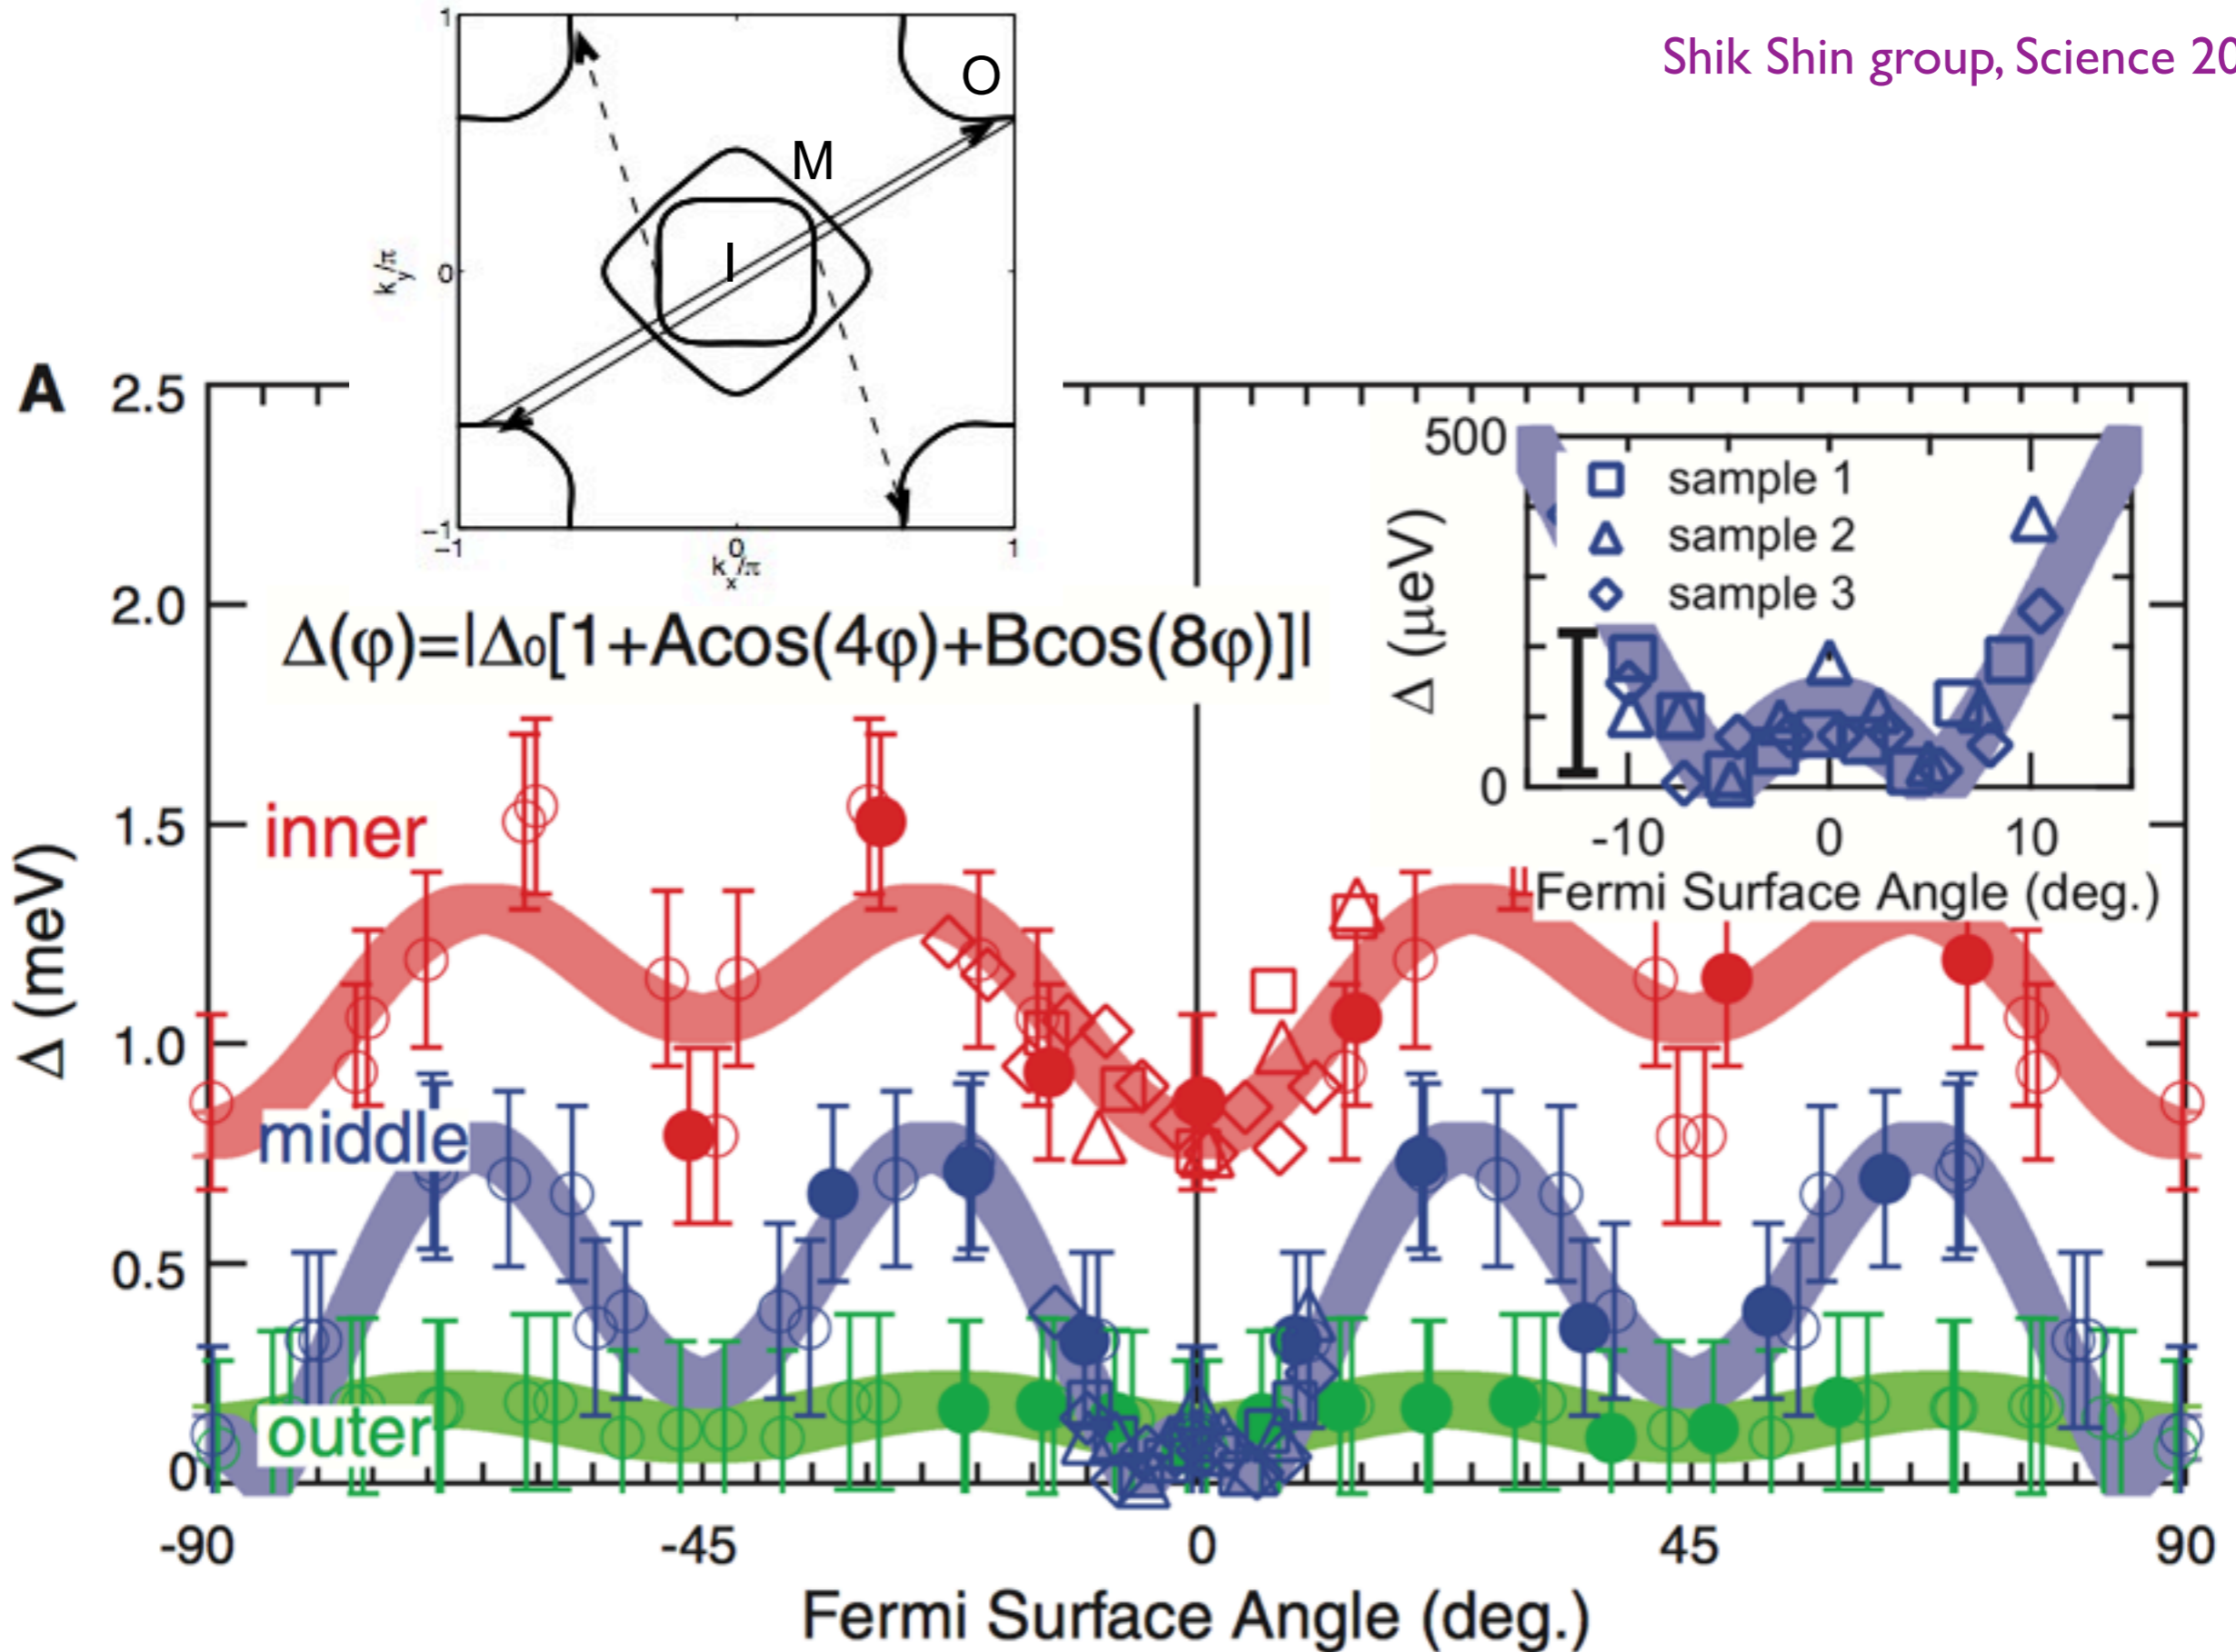 Shik Shin group, Science 20
1
O
M
I
k_y/π
0
−1
−1
0
1
k_x/π
A
2.5
2.0
1.5
1.0
0.5
0
Δ (meV)
Δ(φ)=|Δ₀[1+Acos(4φ)+Bcos(8φ)]|
500
0
Δ (μeV)
sample 1
sample 2
sample 3
-10
0
10
Fermi Surface Angle (deg.)
inner
middle
outer
-90
-45
0
45
90
Fermi Surface Angle (deg.)